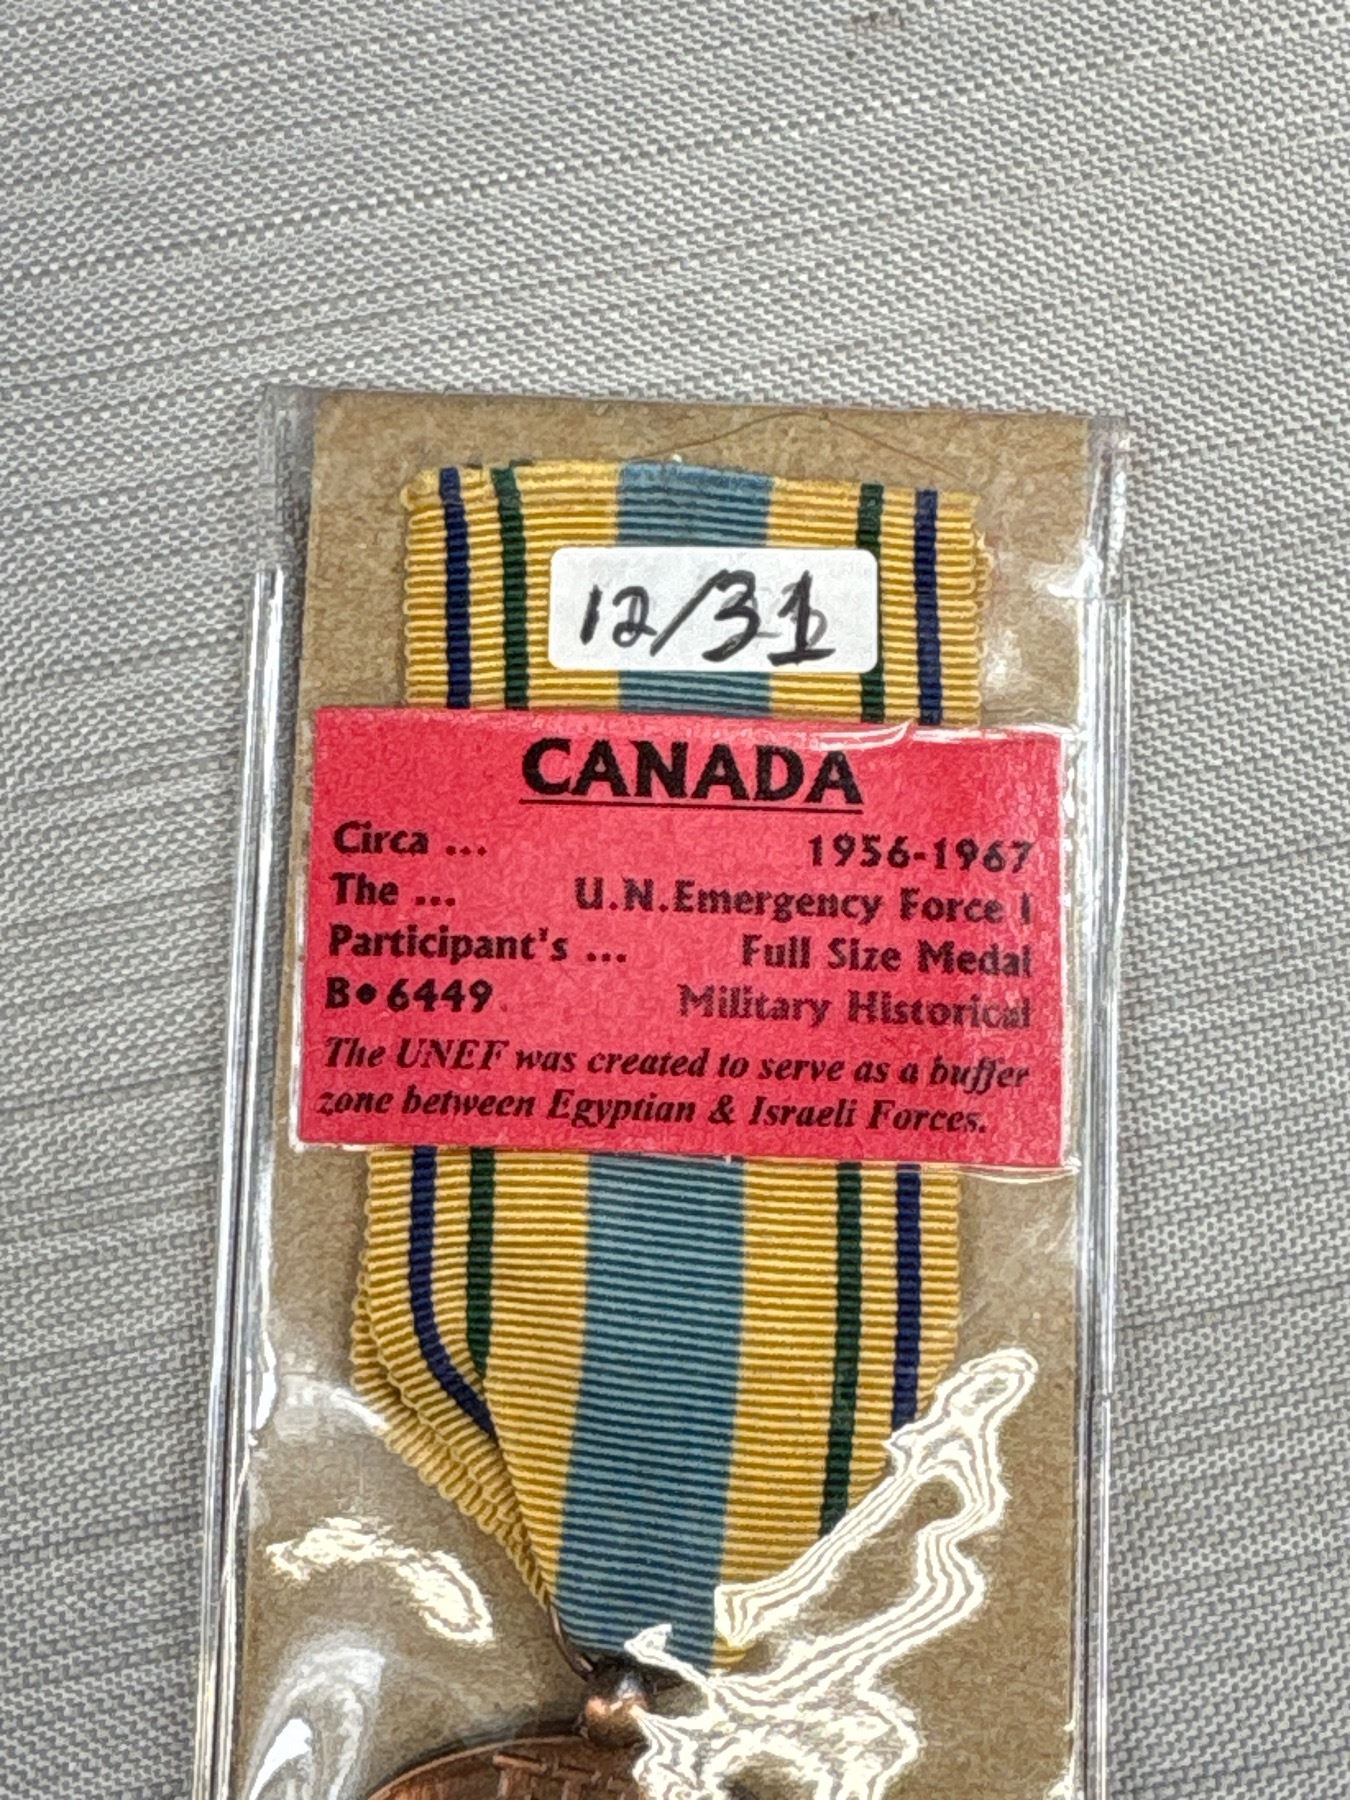 12/31
CANADA
Circa ... 1956-1967
The ... U.N.Emergency Force I
Participant's ... Full Size Medal
B•6449 Military Historical
The UNEF was created to serve as a buffer
zone between Egyptian & Israeli Forces.